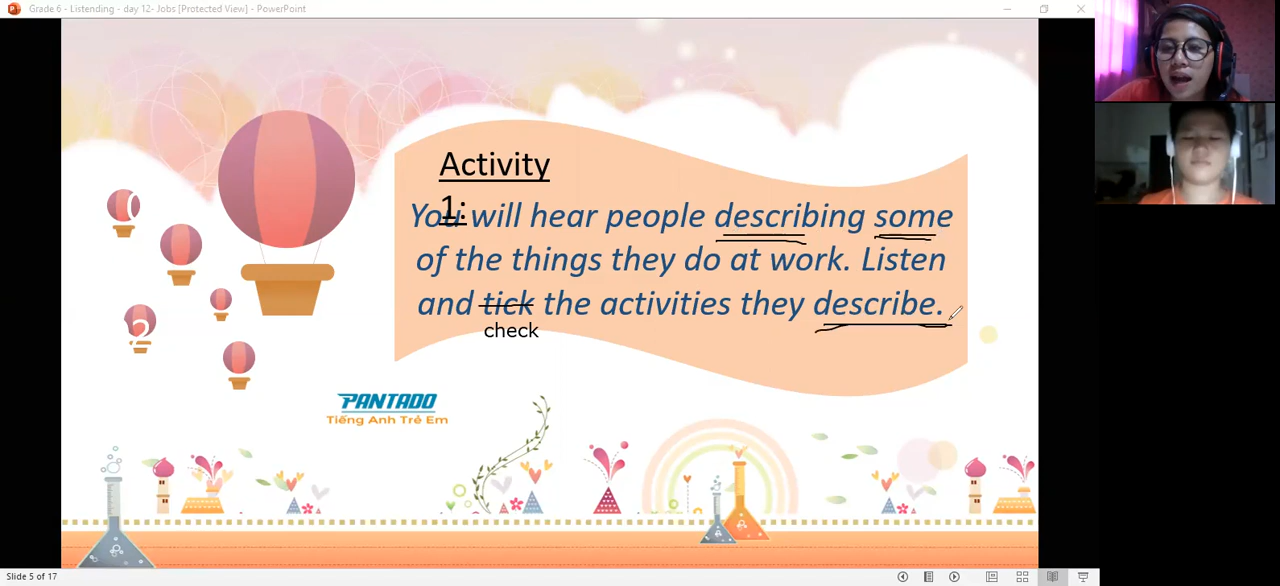 Grade 6 - Listending - day 12- Jobs [Protected View] - PowerPoint
Activity
1:
You will hear people describing some
of the things they do at work. Listen
and tick the activities they describe.
check
0
2
PANTADO
Tiếng Anh Trẻ Em
Slide 5 of 17